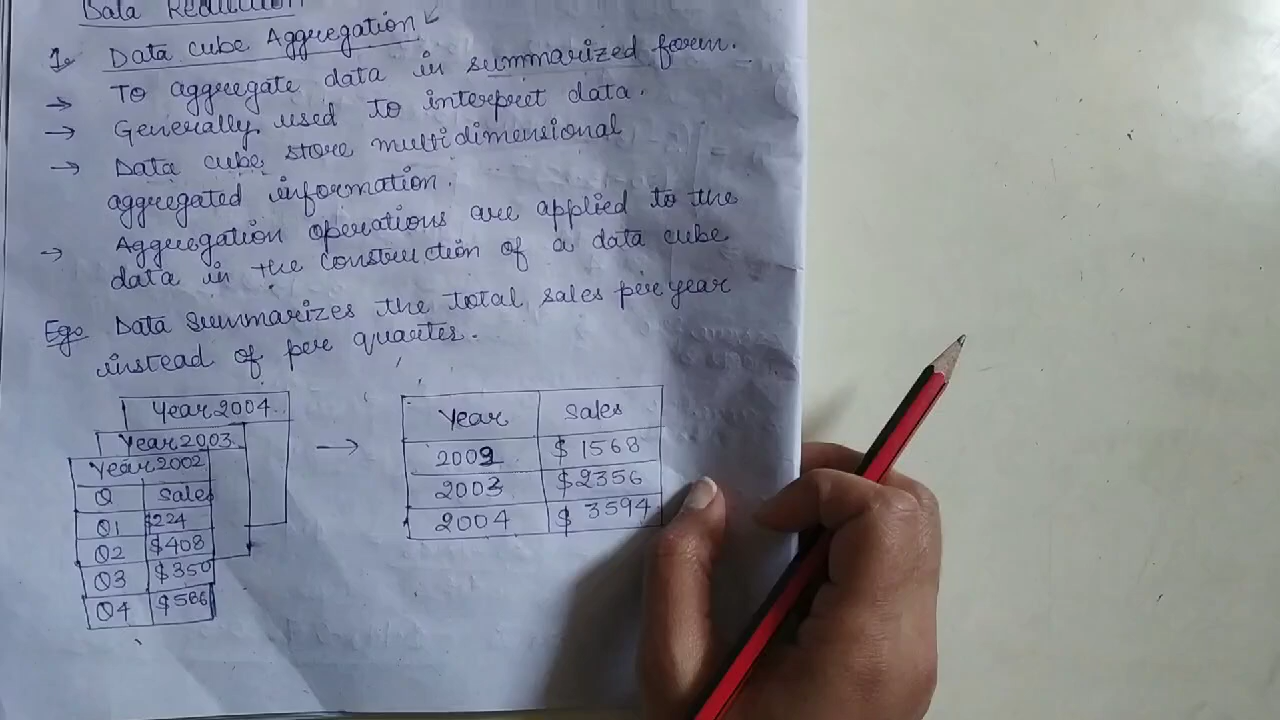 Data Reduction
1. Data cube Aggregation
→ To aggregate data in summarized form.
→ Generally used to interpret data.
→ Data cube store multidimensional
aggregated information.
→ Aggregation operations are applied to the
data in the construction of a data cube
Eg: Data summarizes the total sales per year
instead of per quarter.
Year 2004
Year 2003
Year 2002
Q Sales
Q1 $224
Q2 $408
Q3 $350
Q4 $586
→
Year Sales
2002 $1568
2003 $2356
2004 $3594